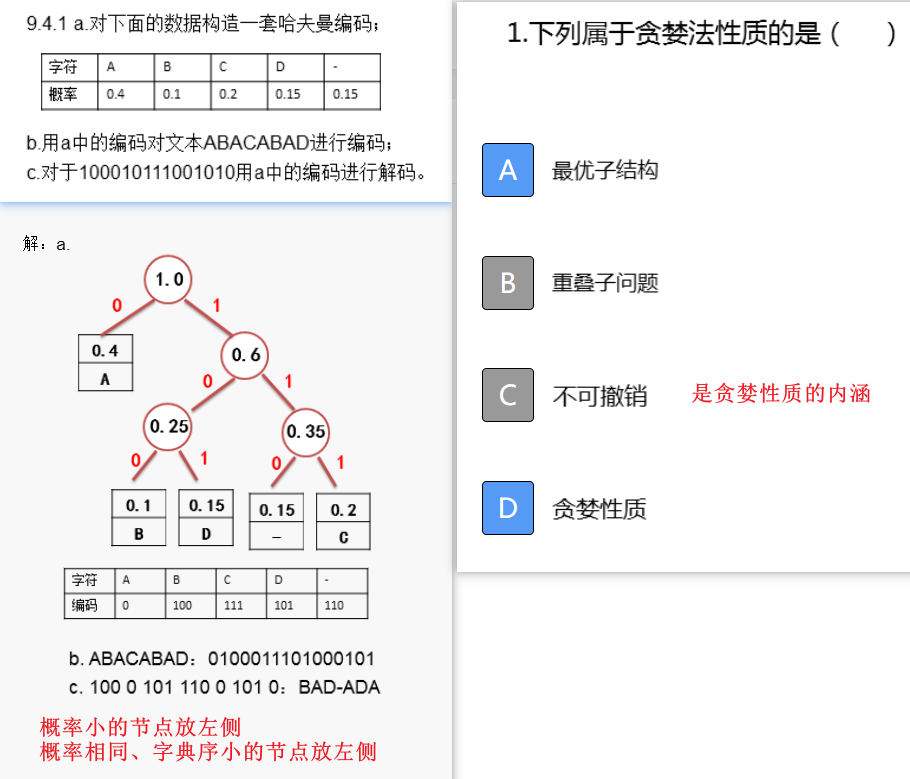 9.4.1 a.对下面的数据构造一套哈夫曼编码；
字符 A B C D -
概率 0.4 0.1 0.2 0.15 0.15
b.用a中的编码对文本ABACABAD进行编码；
c.对于100010111001010用a中的编码进行解码。
解：a.
1.0
0 1
0.4
A
0.6
0 1
0.25 0.35
0 1 0 1
0.1 0.15 0.15 0.2
B D — C
字符 A B C D -
编码 0 100 111 101 110
b. ABACABAD：0100011101000101
c. 100 0 101 110 0 101 0：BAD-ADA
概率小的节点放左侧
概率相同、字典序小的节点放左侧
1.下列属于贪婪法性质的是（ ）
A 最优子结构
B 重叠子问题
C 不可撤销 是贪婪性质的内涵
D 贪婪性质